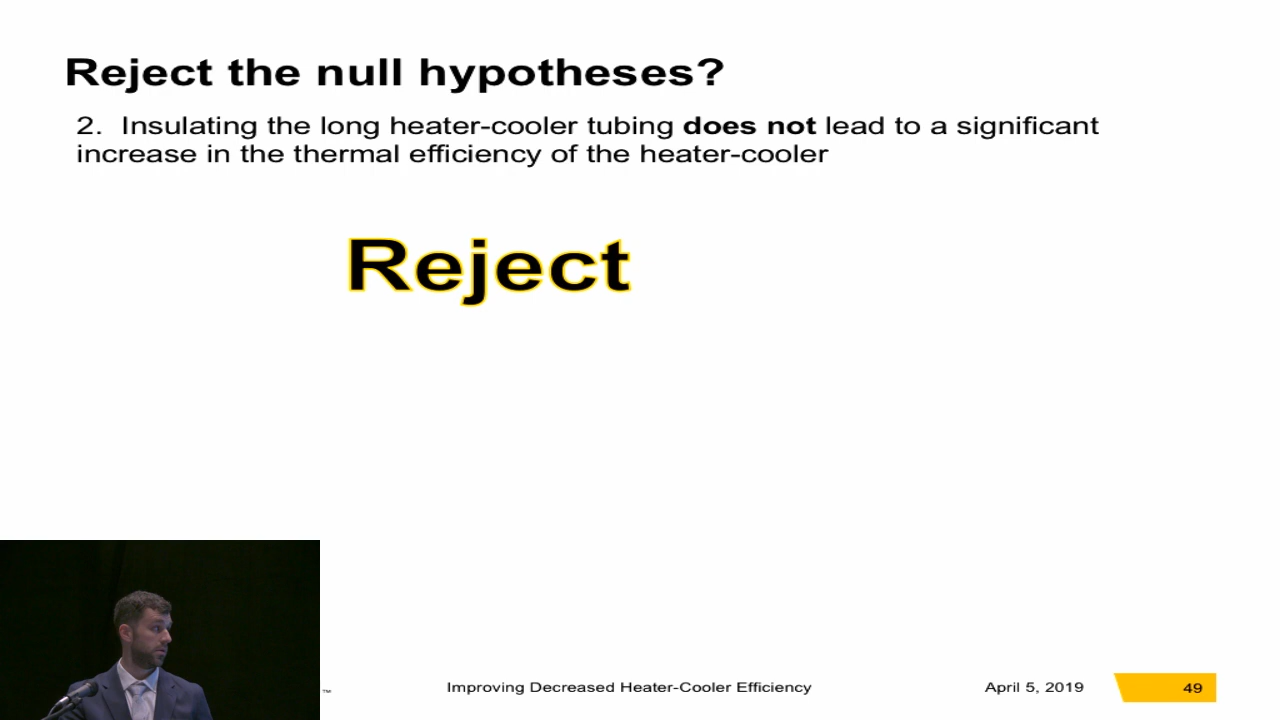 Reject the null hypotheses?
2. Insulating the long heater-cooler tubing does not lead to a significant
increase in the thermal efficiency of the heater-cooler
Reject
™
Improving Decreased Heater-Cooler Efficiency
April 5, 2019
49